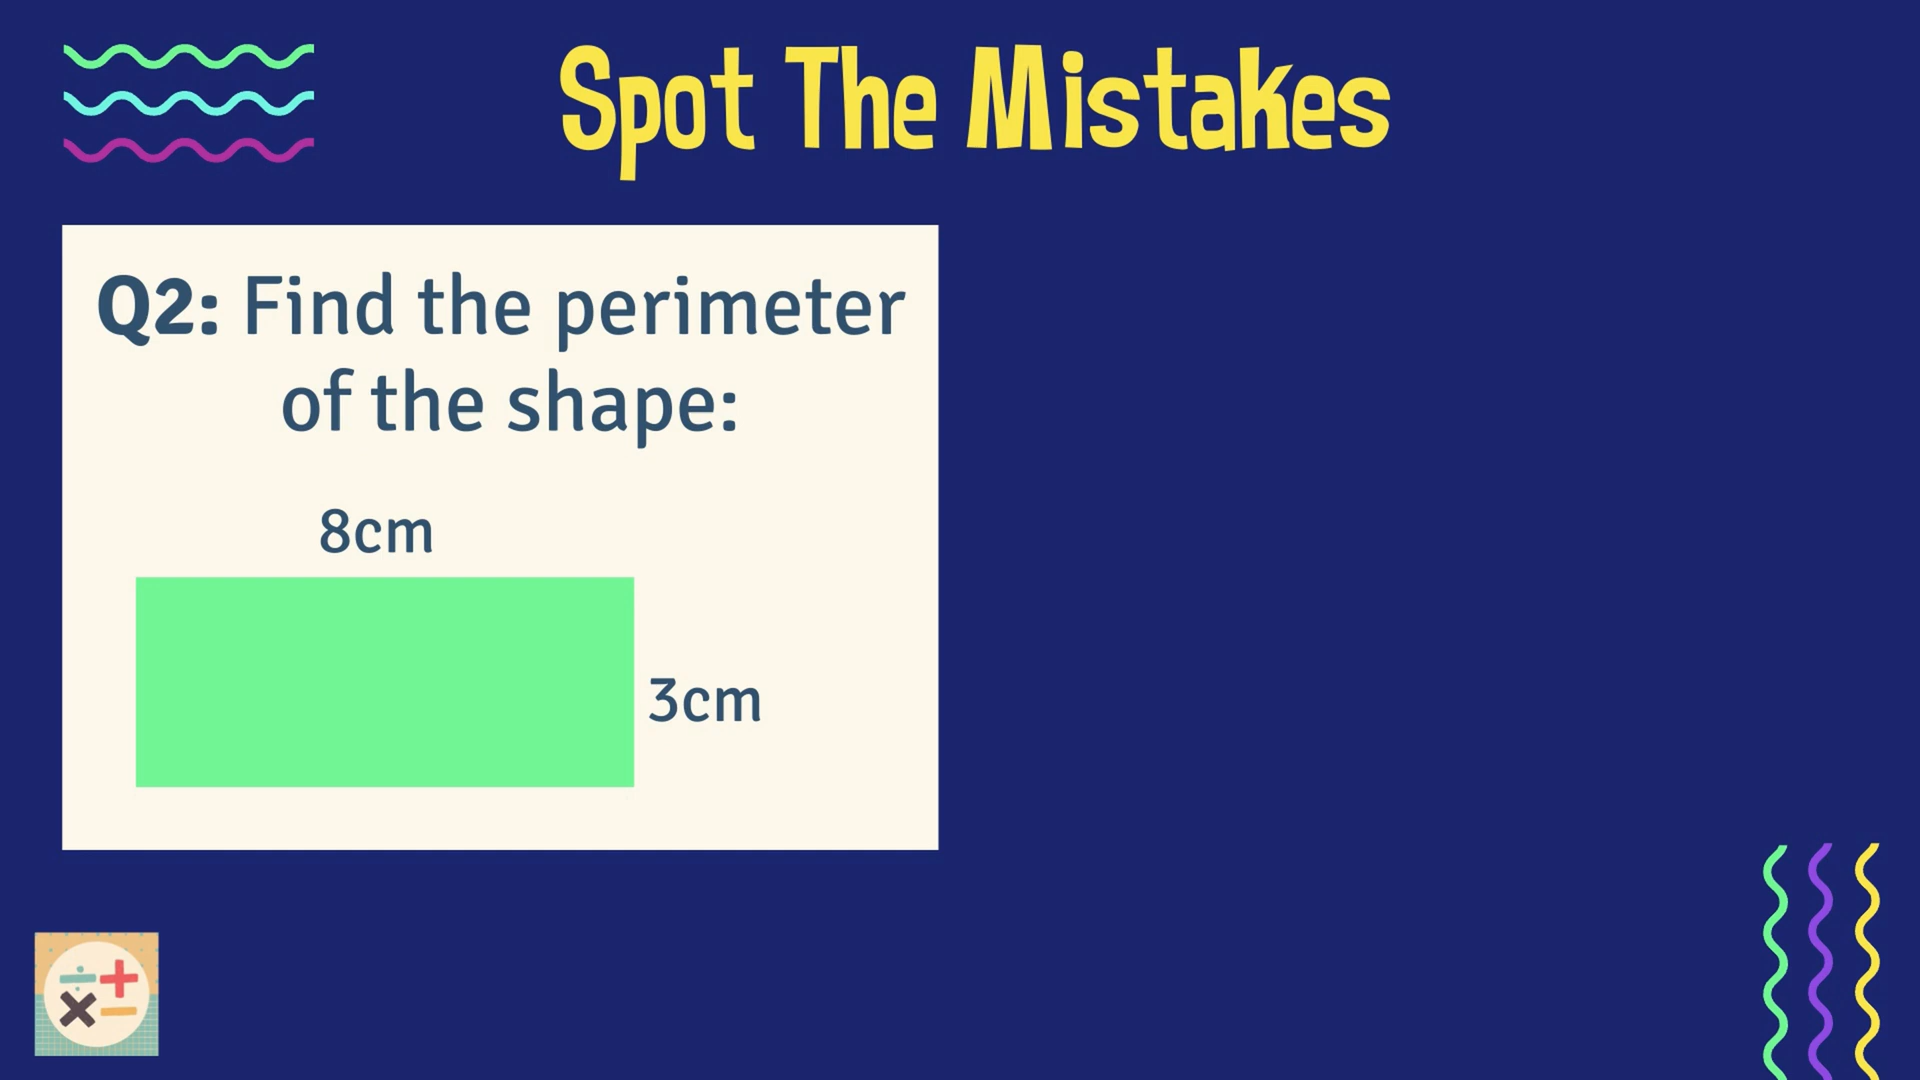 Spot The Mistakes
Q2: Find the perimeter
of the shape:
8cm
3cm